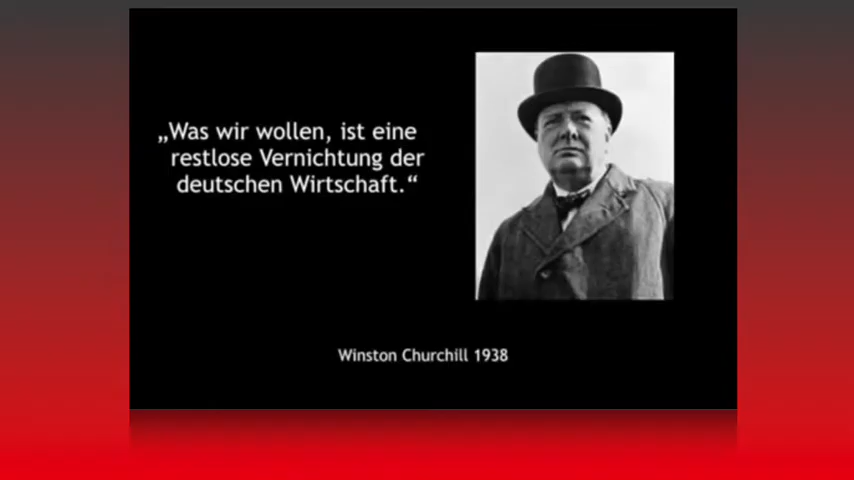 „Was wir wollen, ist eine
restlose Vernichtung der
deutschen Wirtschaft.“
Winston Churchill 1938